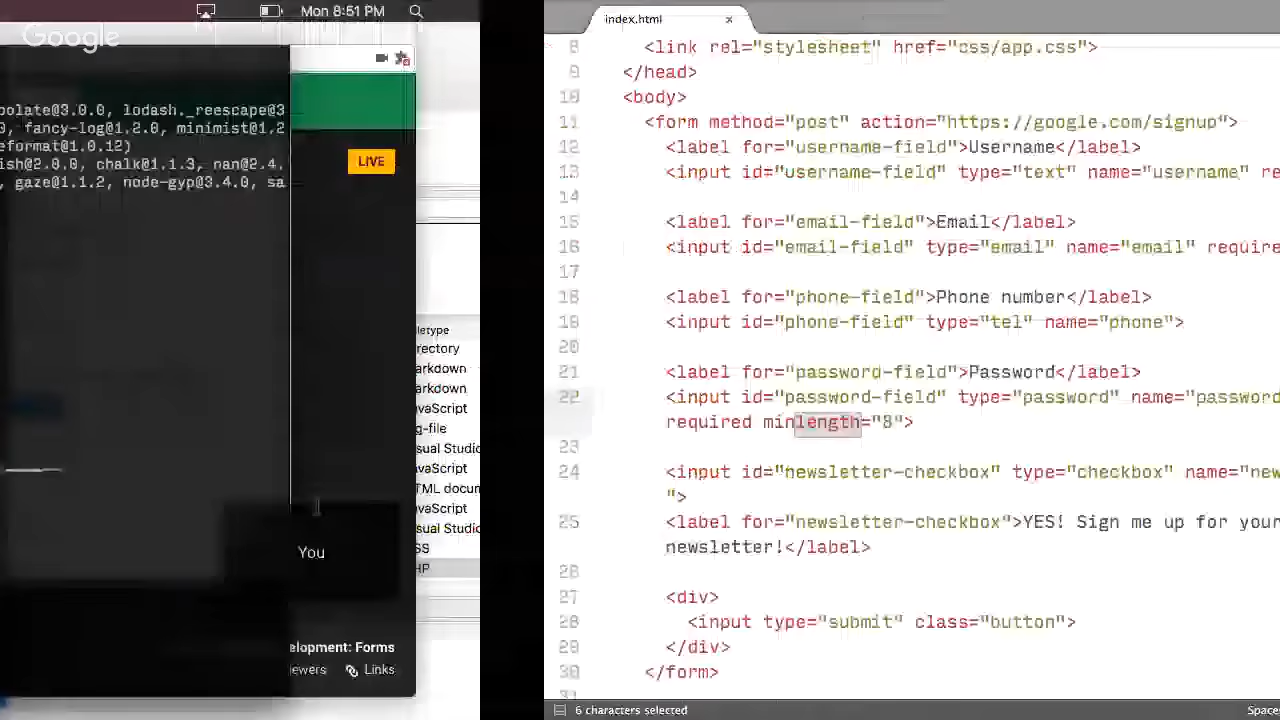 Mon 8:51 PM
Google
polate@3.0.0, lodash._reescape@3
0, fancy-log@1.2.0, minimist@1.2
eformat@1.0.12)
ish@2.0.0, chalk@1.1.3, nan@2.4.
, gaze@1.1.2, node-gyp@3.4.0, sa
LIVE
letype
rectory
arkdown
arkdown
avaScript
g-file
sual Studio
avaScript
TML docum
avaScript
sual Studio
SS
HP
You
elopment: Forms
iewers
Links
index.html
×
8 <link rel="stylesheet" href="css/app.css">
9 </head>
10 <body>
11 <form method="post" action="https://google.com/signup">
12 <label for="username-field">Username</label>
13 <input id="username-field" type="text" name="username" re
14
15 <label for="email-field">Email</label>
16 <input id="email-field" type="email" name="email" require
17
18 <label for="phone-field">Phone number</label>
19 <input id="phone-field" type="tel" name="phone">
20
21 <label for="password-field">Password</label>
22 <input id="password-field" type="password" name="password
required minlength="8">
23
24 <input id="newsletter-checkbox" type="checkbox" name="new
">
25 <label for="newsletter-checkbox">YES! Sign me up for your
newsletter!</label>
26
27 <div>
28 <input type="submit" class="button">
29 </div>
30 </form>
31
6 characters selected
Spaces